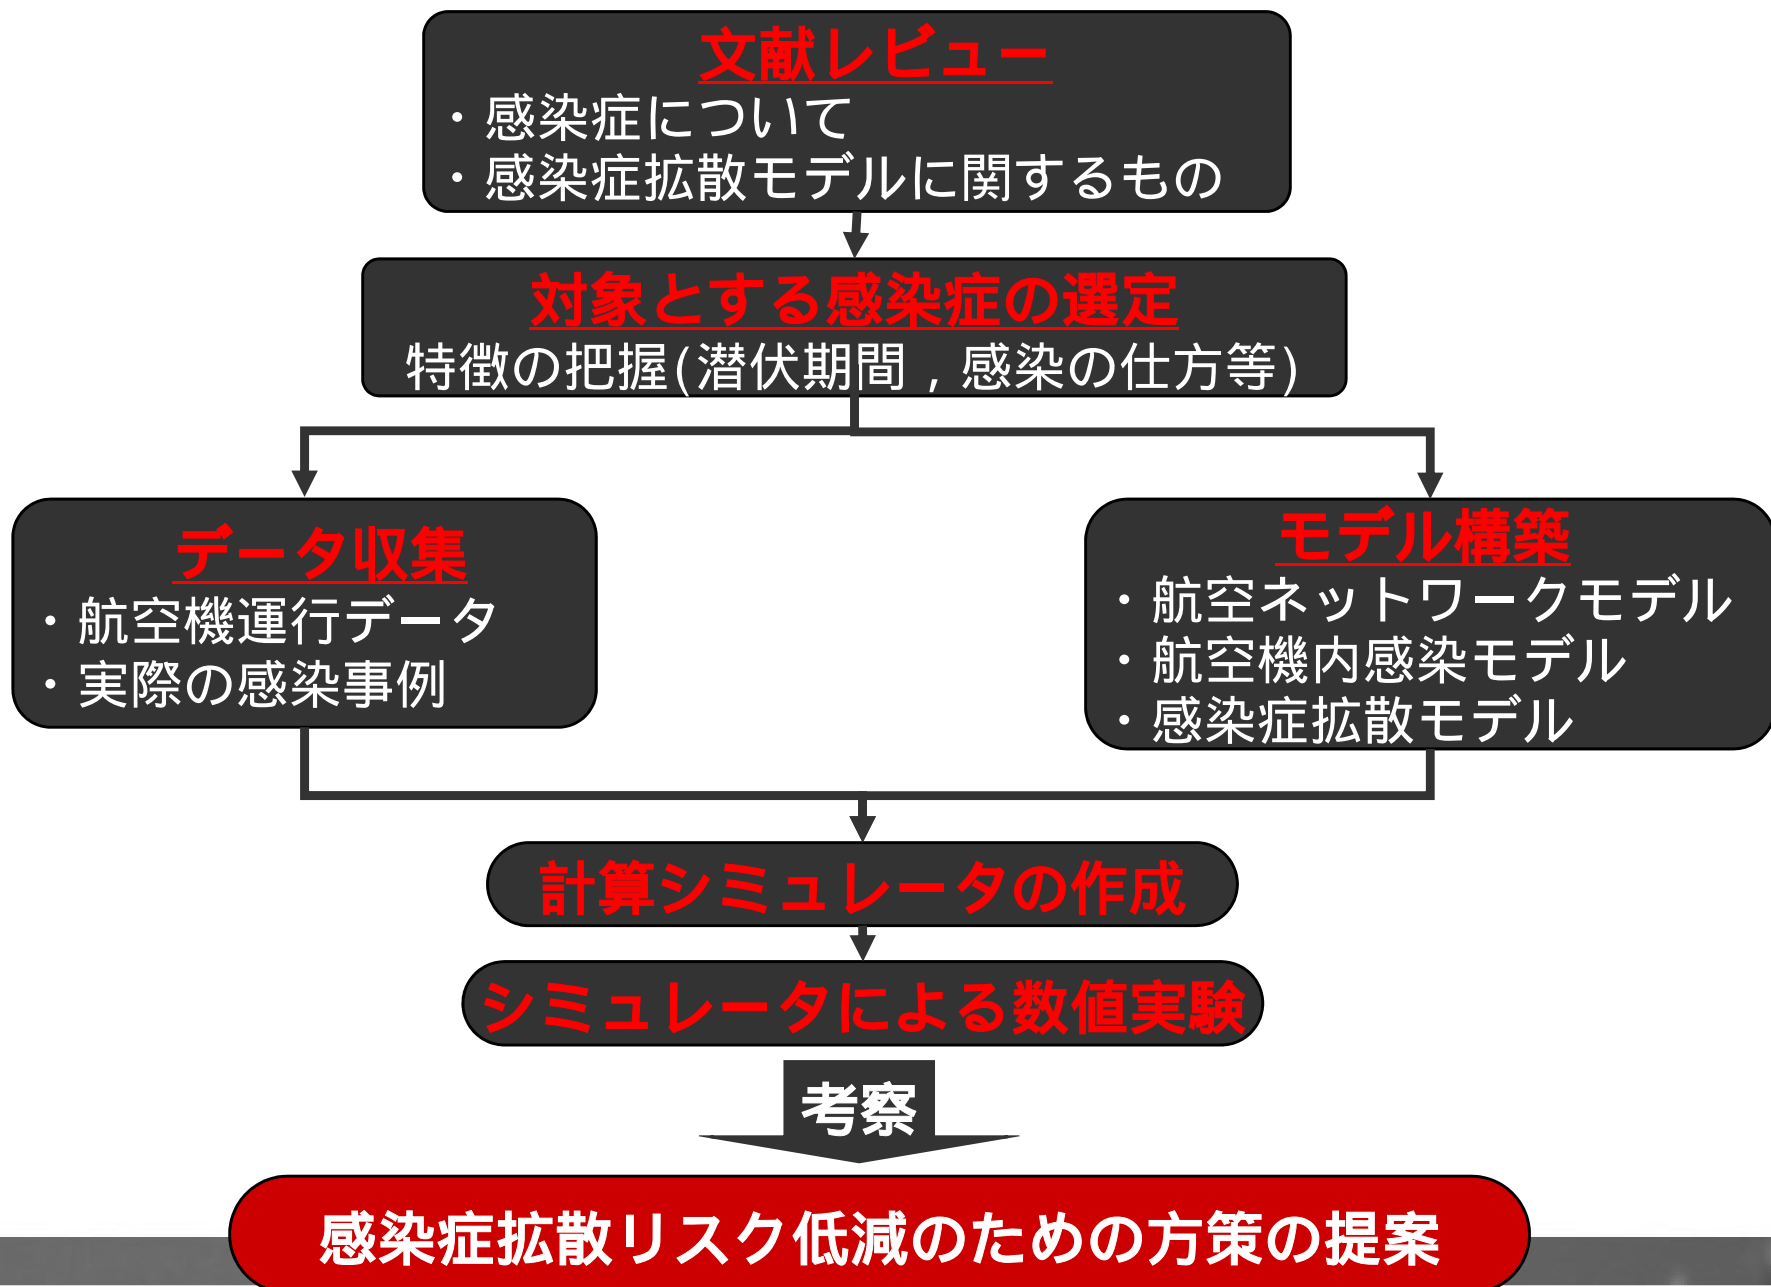 文献レビュー
・感染症について
・感染症拡散モデルに関するもの
対象とする感染症の選定
特徴の把握(潜伏期間，感染の仕方等)
データ収集
・航空機運行データ
・実際の感染事例
モデル構築
・航空ネットワークモデル
・航空機内感染モデル
・感染症拡散モデル
計算シミュレータの作成
シミュレータによる数値実験
考察
感染症拡散リスク低減のための方策の提案